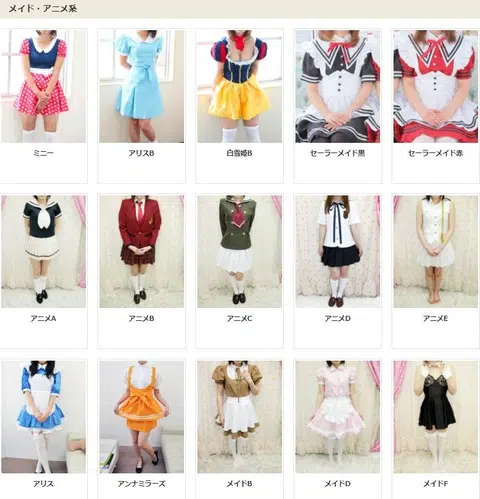 メイド・アニメ系
ミニー
アリスB
白雪姫B
セーラーメイド黒
セーラーメイド赤
アニメA
アニメB
アニメC
アニメD
アニメE
アリス
アンナミラーズ
メイドB
メイドD
メイドF